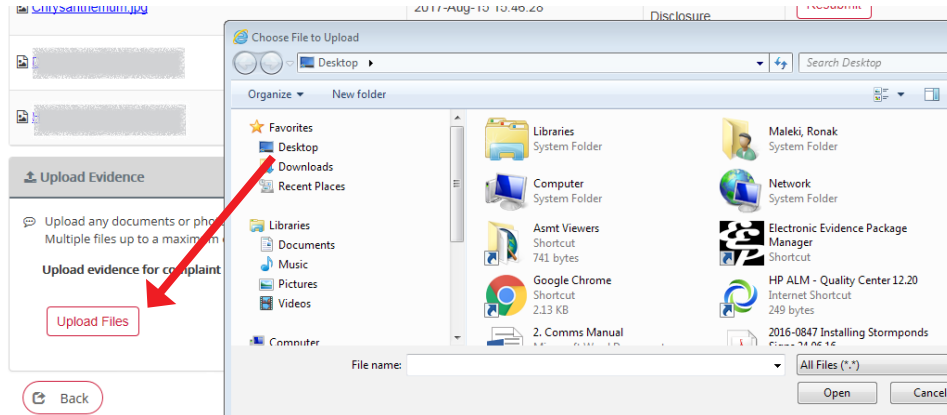 Chrysanthemum.jpg
2017-Aug-15 15:46:28
Disclosure
Resubmit
Upload Evidence
Upload any documents or pho
Multiple files up to a maximum
Upload evidence for complaint
Upload Files
Back
Choose File to Upload
Desktop
Search Desktop
Organize
New folder
Favorites
Desktop
Downloads
Recent Places
Libraries
Documents
Music
Pictures
Videos
Computer
Libraries
System Folder
Maleki, Ronak
System Folder
Computer
System Folder
Network
System Folder
Asmt Viewers
Shortcut
741 bytes
Electronic Evidence Package
Manager
Shortcut
Google Chrome
Shortcut
2.13 KB
HP ALM - Quality Center 12.20
Internet Shortcut
249 bytes
2. Comms Manual
2016-0847 Installing Stormponds
File name:
All Files (*.*)
Open
Cancel